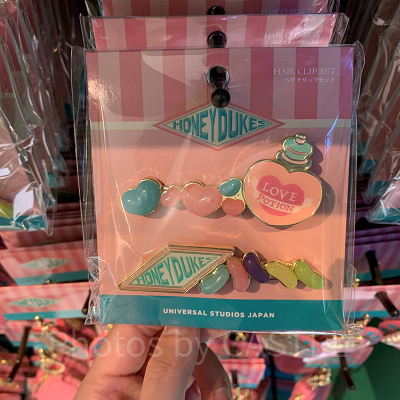 HAIR CLIP SET
ヘアクリップセット
HONEYDUKES
LOVE
POTION
HONEYDUKES
UNIVERSAL STUDIOS JAPAN